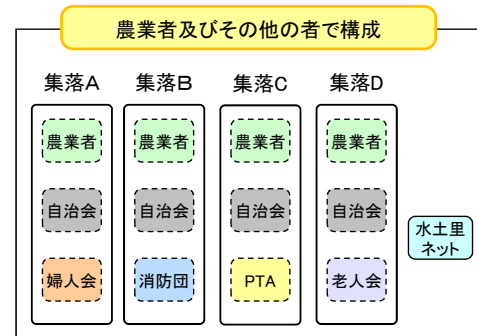 農業者及びその他の者で構成
集落A 集落B 集落C 集落D
農業者 農業者 農業者 農業者
自治会 自治会 自治会 自治会
水土里
ネット
婦人会 消防団 PTA 老人会